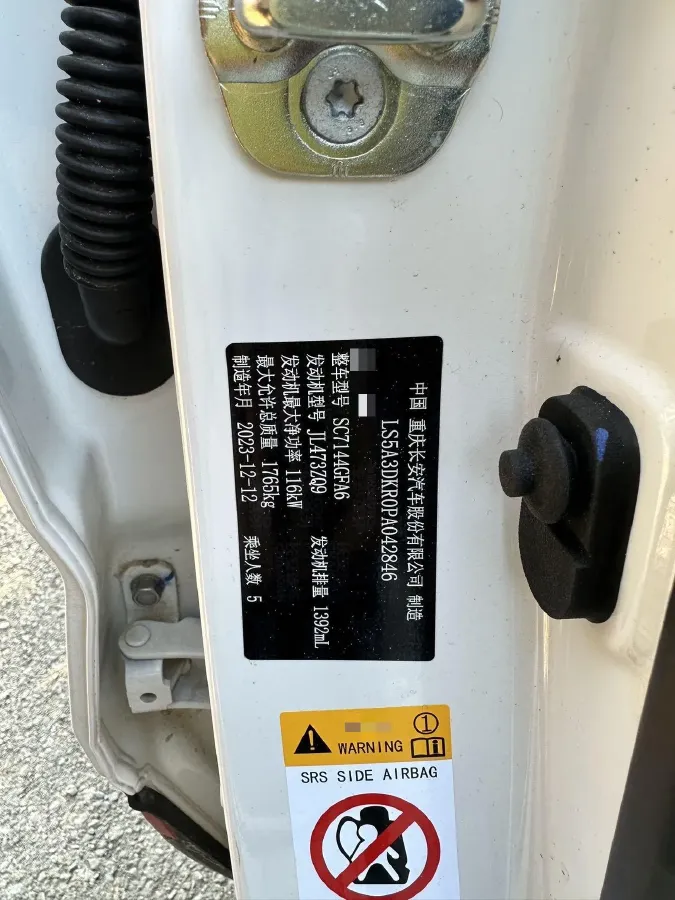 中国 重庆长安汽车股份有限公司 制造
LS5A3DKR0PA042846
整车型号 SC7144GFA6
发动机型号 JL473ZQ9 发动机排量 1392mL
发动机最大净功率 116kW
最大允许总质量 1765kg
制造年月 2023-12-12 乘坐人数 5
①
WARNING
SRS SIDE AIRBAG